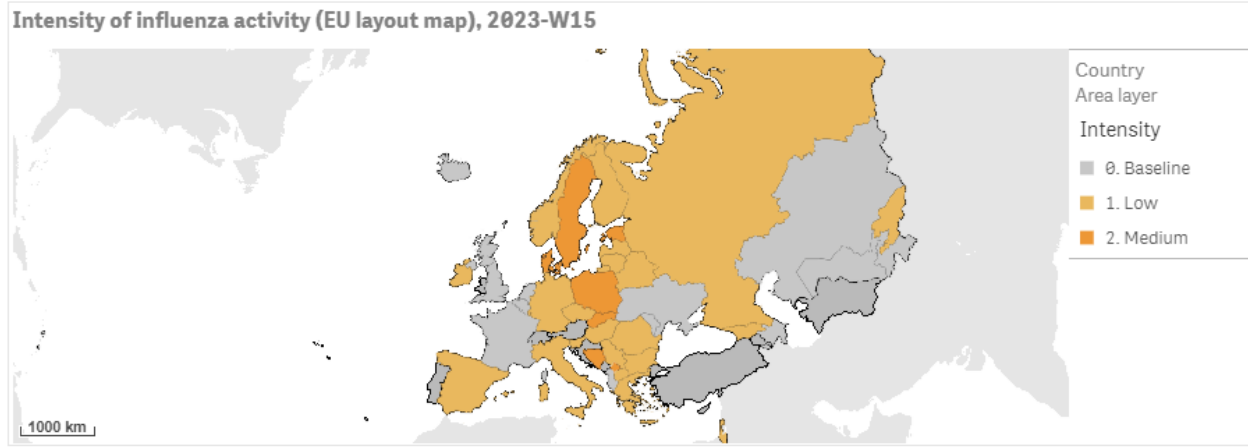 Intensity of influenza activity (EU layout map), 2023-W15
Country
Area layer
Intensity
0. Baseline
1. Low
2. Medium
1000 km